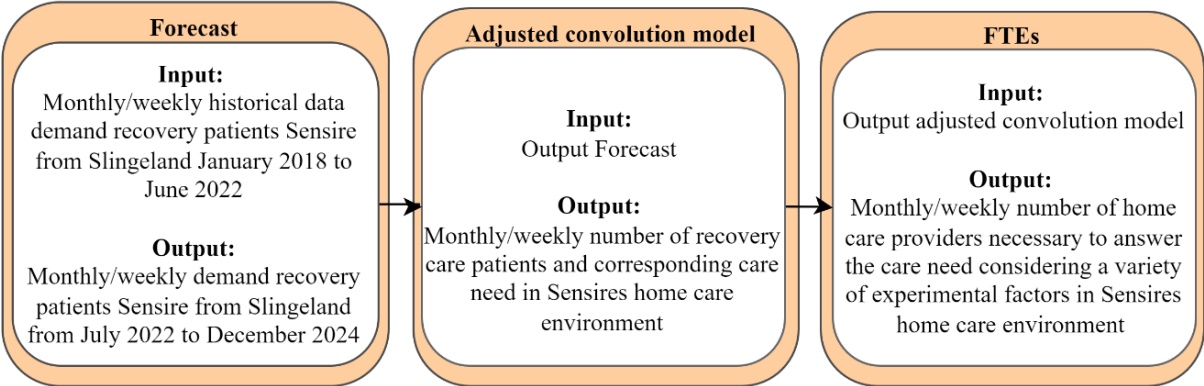 Forecast
Input:
Monthly/weekly historical data
demand recovery patients Sensire
from Slingeland January 2018 to
June 2022
Output:
Monthly/weekly demand recovery
patients Sensire from Slingeland
from July 2022 to December 2024
Adjusted convolution model
Input:
Output Forecast
Output:
Monthly/weekly number of recovery
care patients and corresponding care
need in Sensires home care
environment
FTEs
Input:
Output adjusted convolution model
Output:
Monthly/weekly number of home
care providers necessary to answer
the care need considering a variety
of experimental factors in Sensires
home care environment